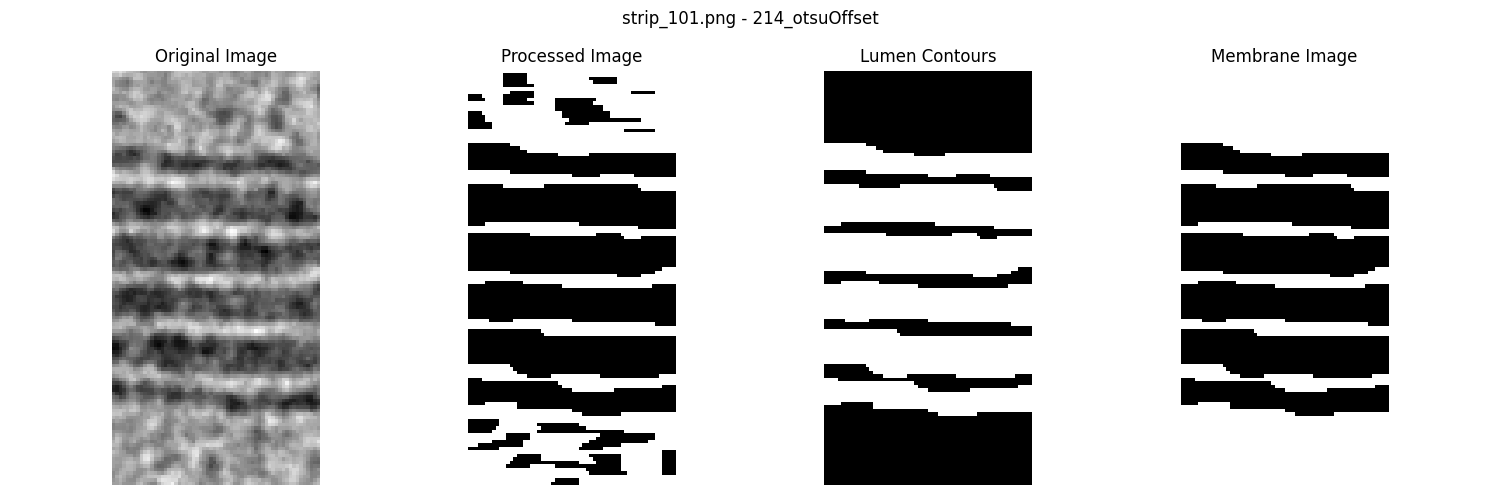 strip_101.png - 214_otsuOffset
Original Image
Processed Image
Lumen Contours
Membrane Image